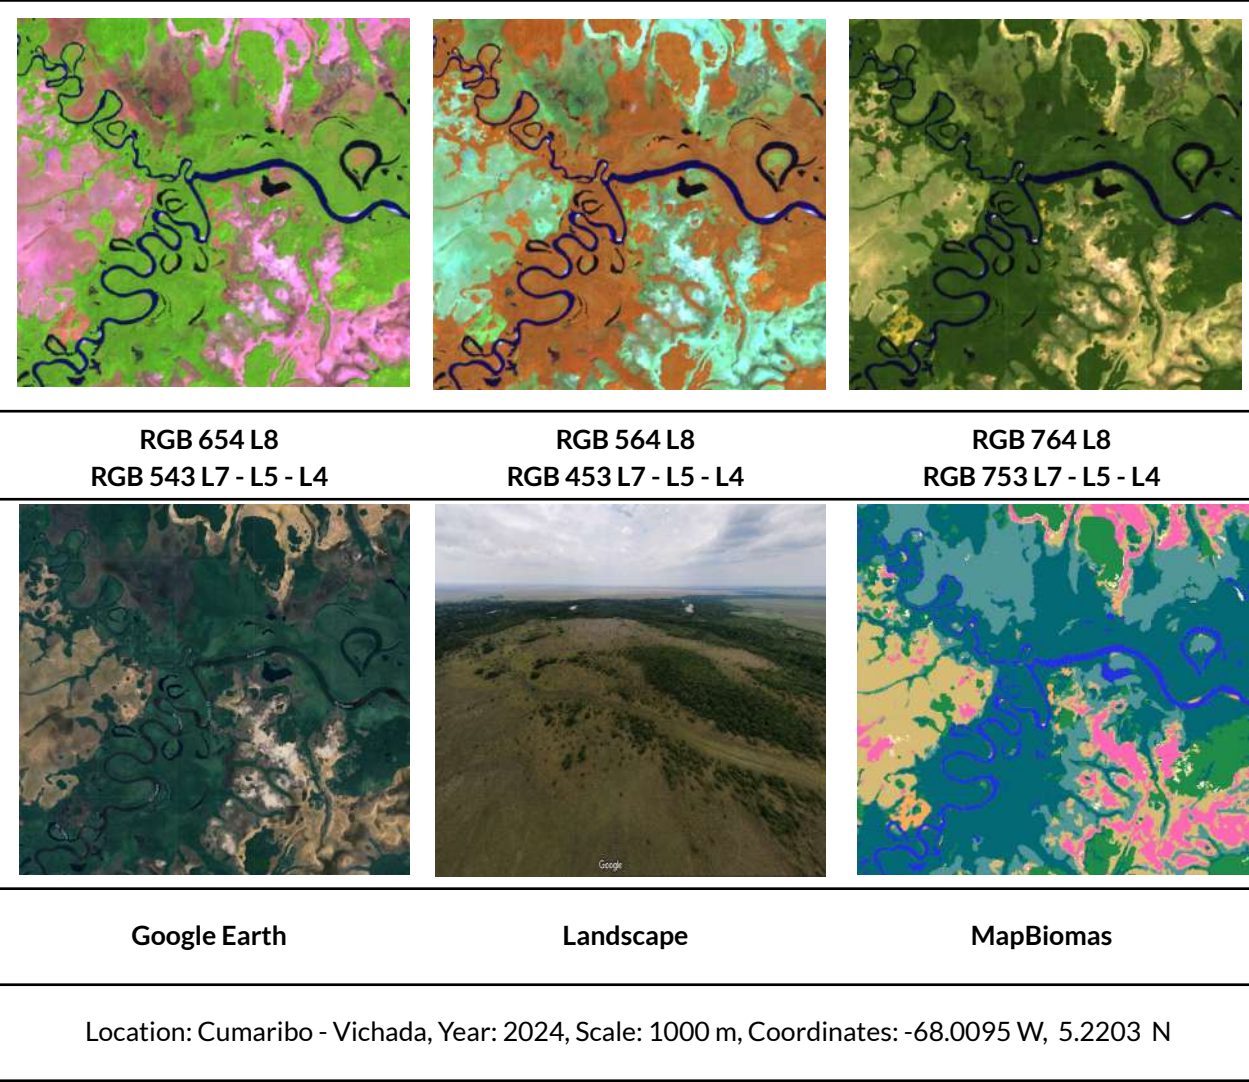 RGB 654 L8
RGB 543 L7 - L5 - L4
RGB 564 L8
RGB 453 L7 - L5 - L4
RGB 764 L8
RGB 753 L7 - L5 - L4
Google
Google Earth
Landscape
MapBiomas
Location: Cumaribo - Vichada, Year: 2024, Scale: 1000 m, Coordinates: -68.0095 W, 5.2203 N